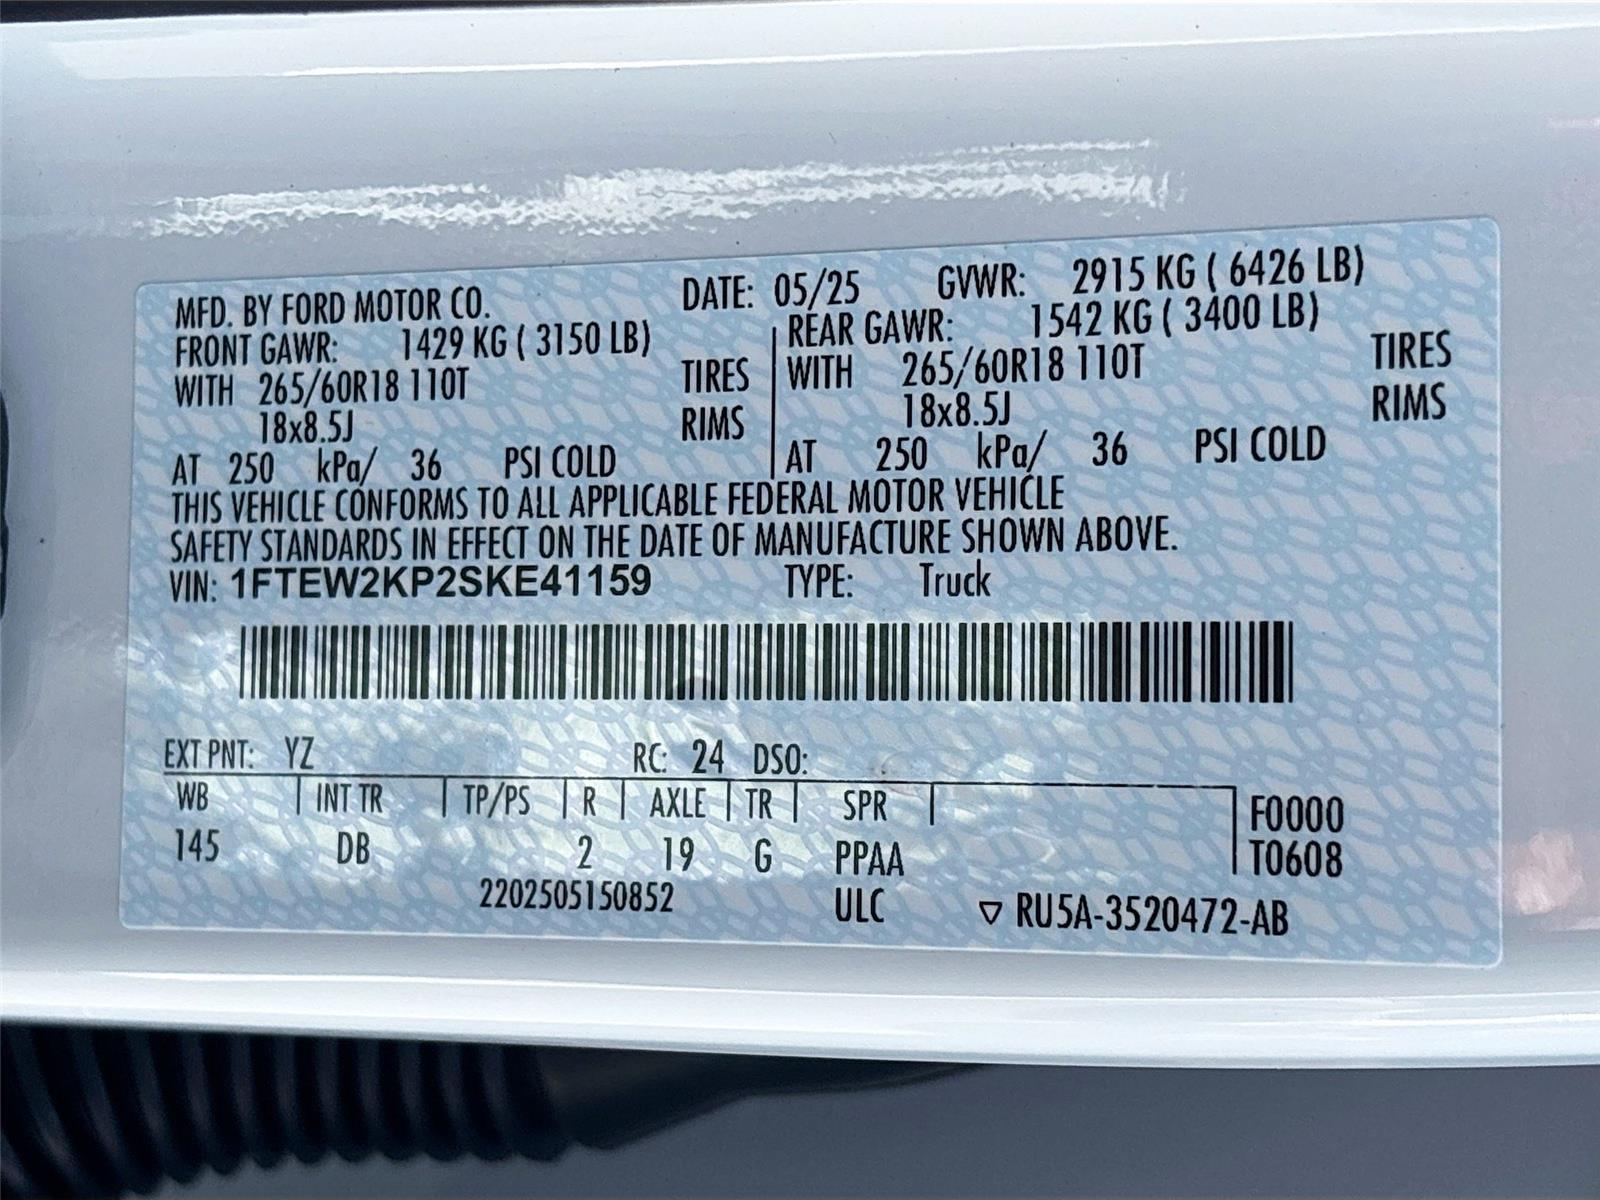 MFD. BY FORD MOTOR CO. DATE: 05/25 GVWR: 2915 KG ( 6426 LB)
FRONT GAWR: 1429 KG ( 3150 LB) REAR GAWR: 1542 KG ( 3400 LB)
WITH 265/60R18 110T TIRES WITH 265/60R18 110T TIRES
18x8.5J RIMS 18x8.5J RIMS
AT 250 kPa/ 36 PSI COLD AT 250 kPa/ 36 PSI COLD
THIS VEHICLE CONFORMS TO ALL APPLICABLE FEDERAL MOTOR VEHICLE
SAFETY STANDARDS IN EFFECT ON THE DATE OF MANUFACTURE SHOWN ABOVE.
VIN: 1FTEW2KP2SKE41159 TYPE: Truck
EXT PNT: YZ RC: 24 DSO:
WB INT TR TP/PS R AXLE TR SPR F0000
145 DB 2 19 G PPAA T0608
2202505150852 ULC ▽ RU5A-3520472-AB